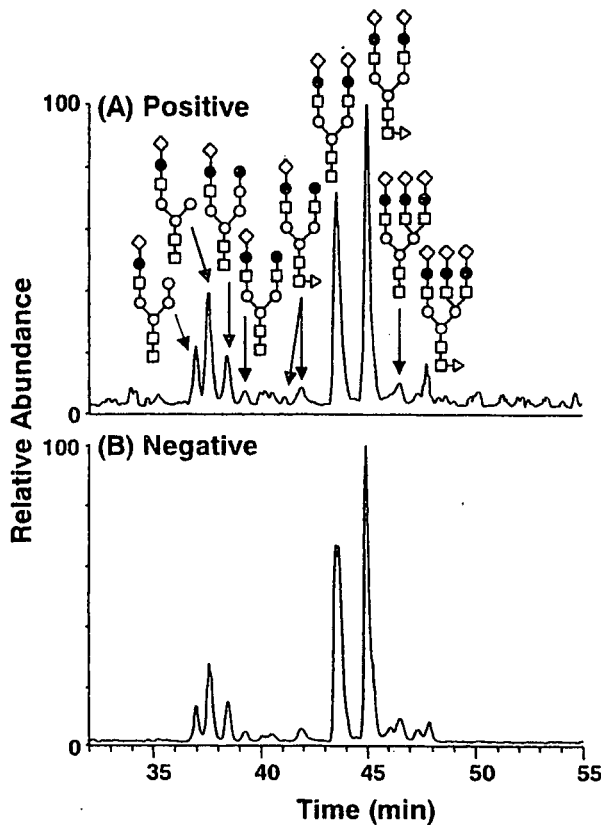 100
(A) Positive
0
Relative Abundance
100
(B) Negative
0
35 40 45 50 55
Time (min)